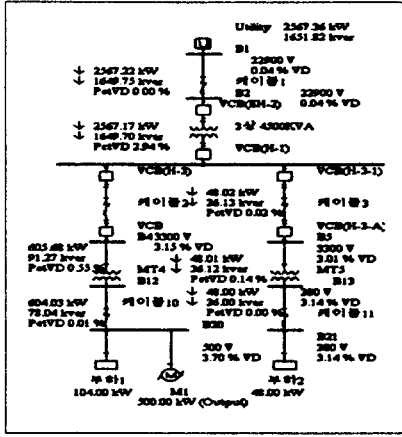 Utility 2567.36 kW
1651.82 kvar
B1
2567.22 kW
1649.75 kvar
PctVD 0.00 %
22900 V
0.04 % VD
케이블1
B2 22900 V
VCB(EH-2) 0.04 % VD
2567.17 kW
1649.70 kvar
PctVD 2.94 %
3상 4500KVA
VCB(H-1)
VCB(H-3) VCB(H-3-1)
케이블2 48.02 kW
36.13 kvar
PctVD 0.02 %
케이블3
VCB VCB(H-3-A)
605.68 kW
91.27 kvar
PctVD 0.55 %
B4 3300 V
3.15 % VD
B5
3300 V
3.01 % VD
MT4 48.01 kW
36.12 kvar
PctVD 0.14 %
MT5
B12 B13
604.03 kW
78.04 kvar
PctVD 0.01 %
케이블10 48.00 kW
36.00 kvar
PctVD 0.00 %
380 V
3.14 % VD
케이블11
B20 B21
500 V
3.70 % VD
380 V
3.14 % VD
부하1
104.00 kW
M1
500.00 kW (Output)
부하2
48.00 kW